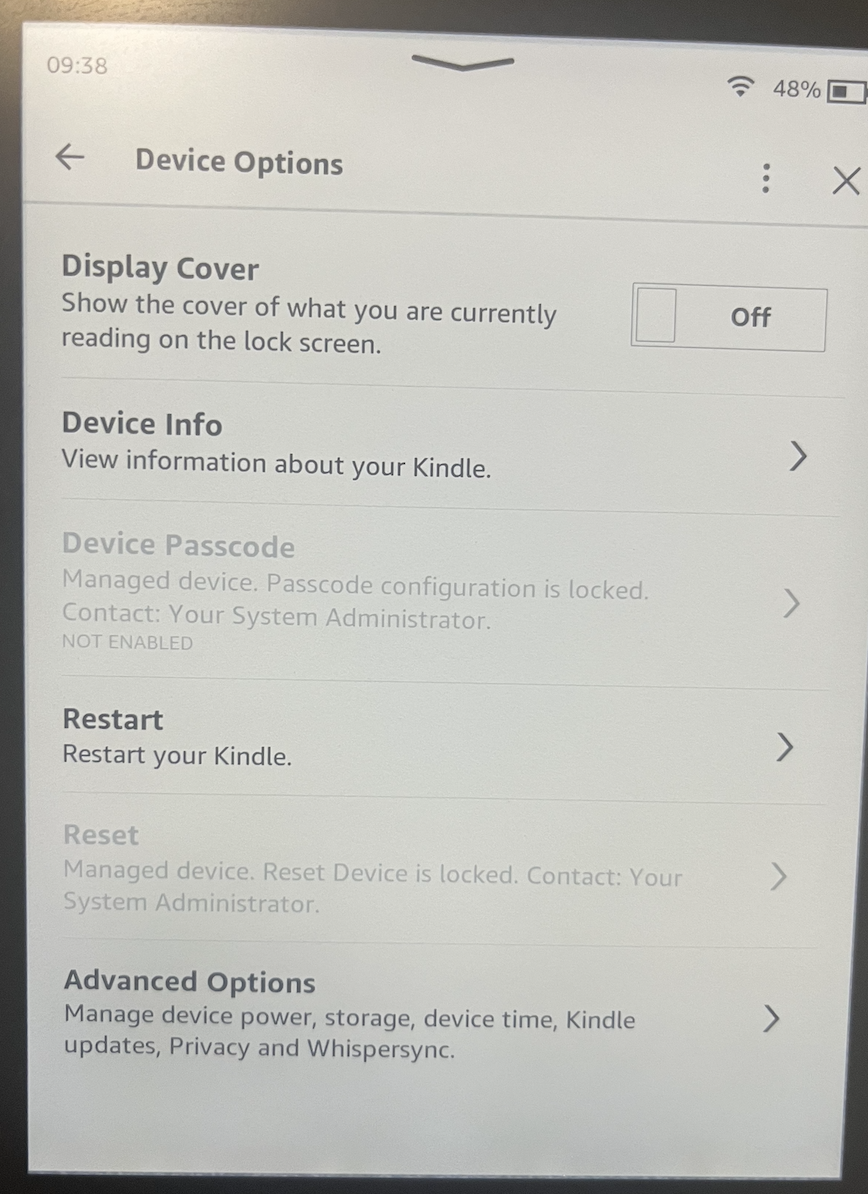 09:38
48%
Device Options
Display Cover
Show the cover of what you are currently
reading on the lock screen.
Off
Device Info
View information about your Kindle.
Device Passcode
Managed device. Passcode configuration is locked.
Contact: Your System Administrator.
NOT ENABLED
Restart
Restart your Kindle.
Reset
Managed device. Reset Device is locked. Contact: Your
System Administrator.
Advanced Options
Manage device power, storage, device time, Kindle
updates, Privacy and Whispersync.